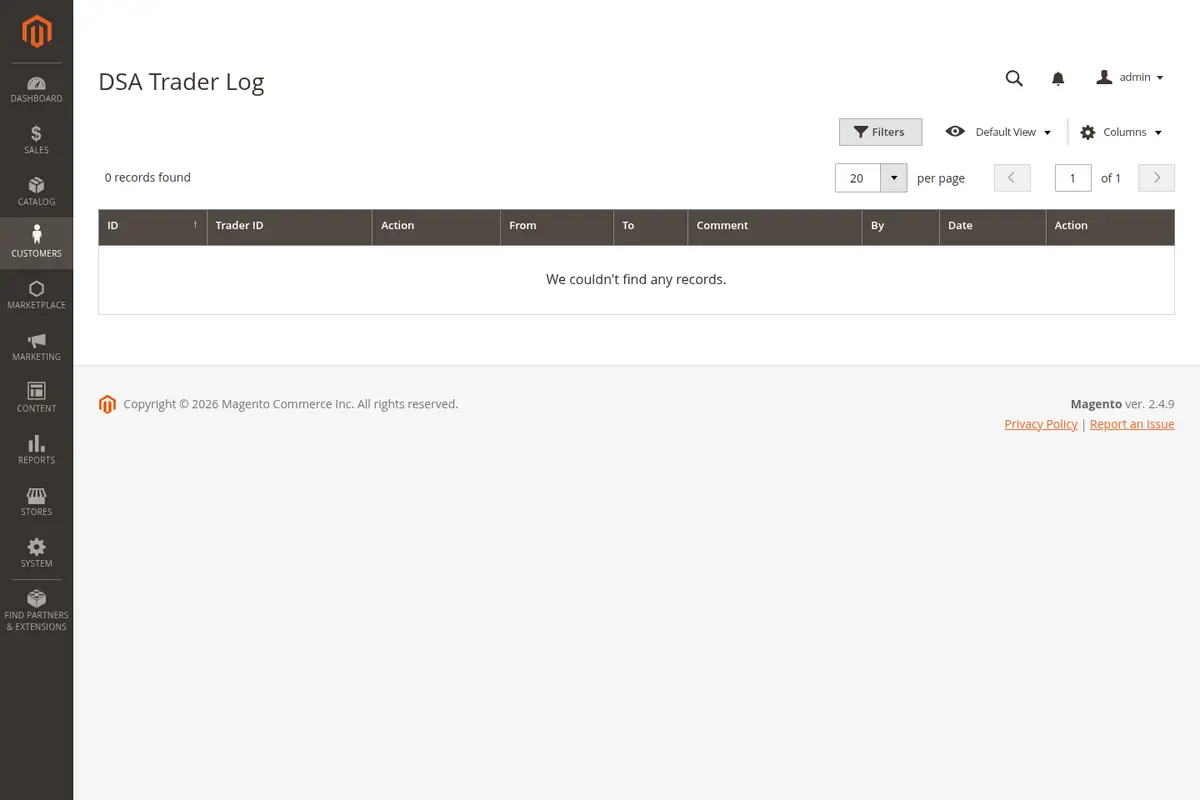 DASHBOARD
SALES
CATALOG
CUSTOMERS
MARKETPLACE
MARKETING
CONTENT
REPORTS
STORES
SYSTEM
FIND PARTNERS
& EXTENSIONS
DSA Trader Log
admin
Filters
Default View
Columns
0 records found
20
per page
1
of 1
ID ↑ Trader ID Action From To Comment By Date Action
We couldn't find any records.
Copyright © 2026 Magento Commerce Inc. All rights reserved.
Magento ver. 2.4.9
Privacy Policy | Report an Issue